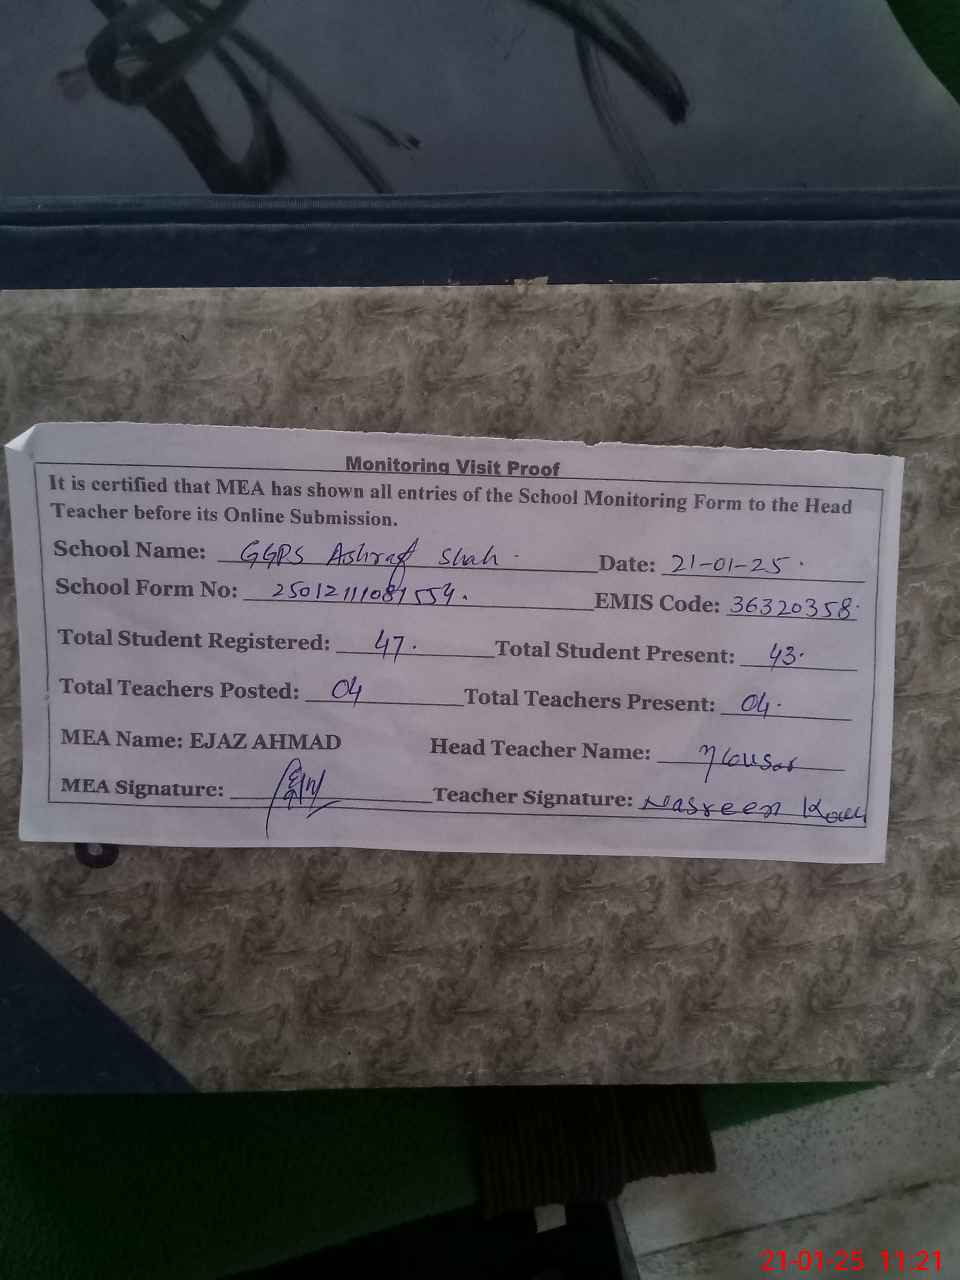 Monitoring Visit Proof
It is certified that MEA has shown all entries of the School Monitoring Form to the Head
Teacher before its Online Submission.
School Name: GGPS Ashraf Shah Date: 21-01-25
School Form No: EMIS Code: 36320358
Total Student Registered: 47 Total Student Present: 43
Total Teachers Posted: 04 Total Teachers Present: 04
MEA Name: EJAZ AHMAD Head Teacher Name: N Kousar
MEA Signature: Teacher Signature: Nasreen
21-01-25 11:21